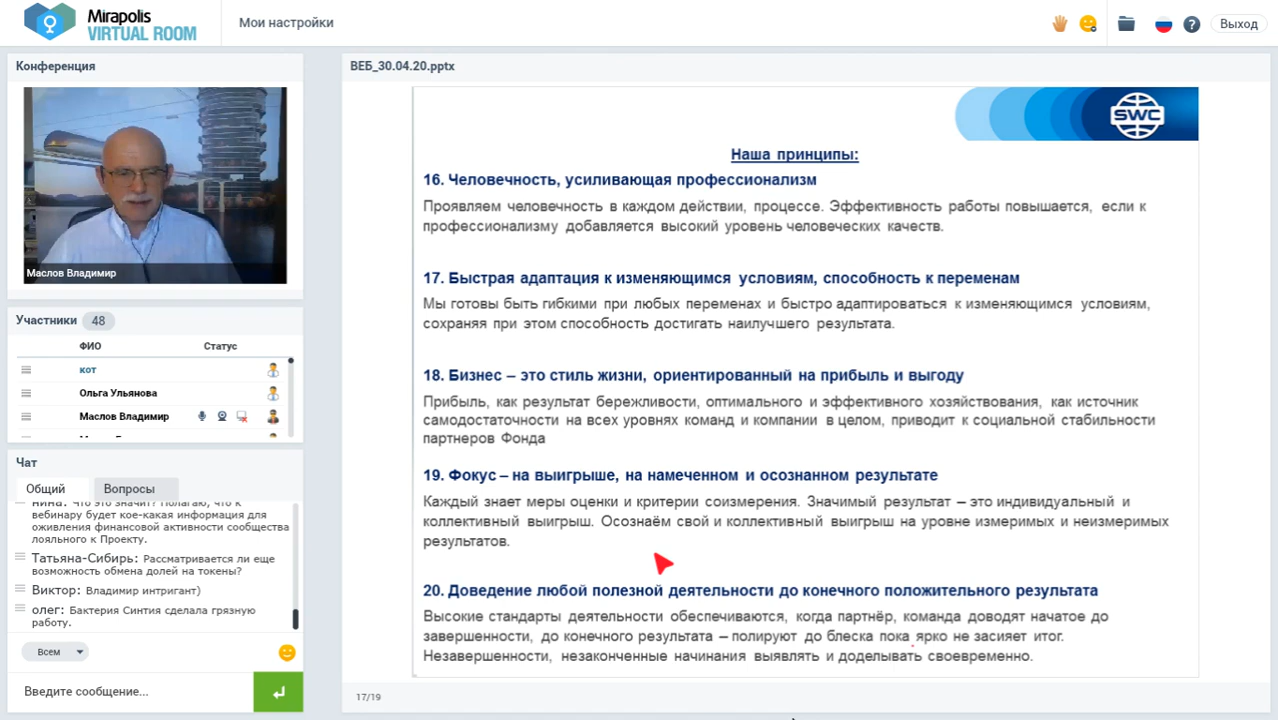 Mirapolis
VIRTUAL ROOM
Мои настройки
Выход
Конференция
Маслов Владимир
Участники 48
ФИО Статус
кот
Ольга Ульянова
Маслов Владимир
Чат
Общий Вопросы
нина: Что это значит? Полагаю, что к
вебинару будет кое-какая информация для
оживления финансовой активности сообщества
лояльного к Проекту.
Татьяна-Сибирь: Рассматривается ли еще
возможность обмена долей на токены?
Виктор: Владимир интригант)
олег: Бактерия Синтия сделала грязную
работу.
Всем
Введите сообщение...
ВЕБ_30.04.20.pptx
SWC
Наша принципы:
16. Человечность, усиливающая профессионализм
Проявляем человечность в каждом действии, процессе. Эффективность работы повышается, если к
профессионализму добавляется высокий уровень человеческих качеств.
17. Быстрая адаптация к изменяющимся условиям, способность к переменам
Мы готовы быть гибкими при любых переменах и быстро адаптироваться к изменяющимся условиям,
сохраняя при этом способность достигать наилучшего результата.
18. Бизнес – это стиль жизни, ориентированный на прибыль и выгоду
Прибыль, как результат бережливости, оптимального и эффективного хозяйствования, как источник
самодостаточности на всех уровнях команд и компании в целом, приводит к социальной стабильности
партнеров Фонда
19. Фокус – на выигрыше, на намеченном и осознанном результате
Каждый знает меры оценки и критерии соизмерения. Значимый результат – это индивидуальный и
коллективный выигрыш. Осознаём свой и коллективный выигрыш на уровне измеримых и неизмеримых
результатов.
20. Доведение любой полезной деятельности до конечного положительного результата
Высокие стандарты деятельности обеспечиваются, когда партнёр, команда доводят начатое до
завершенности, до конечного результата – полируют до блеска пока ярко не засияет итог.
Незавершенности, незаконченные начинания выявлять и доделывать своевременно.
17/19